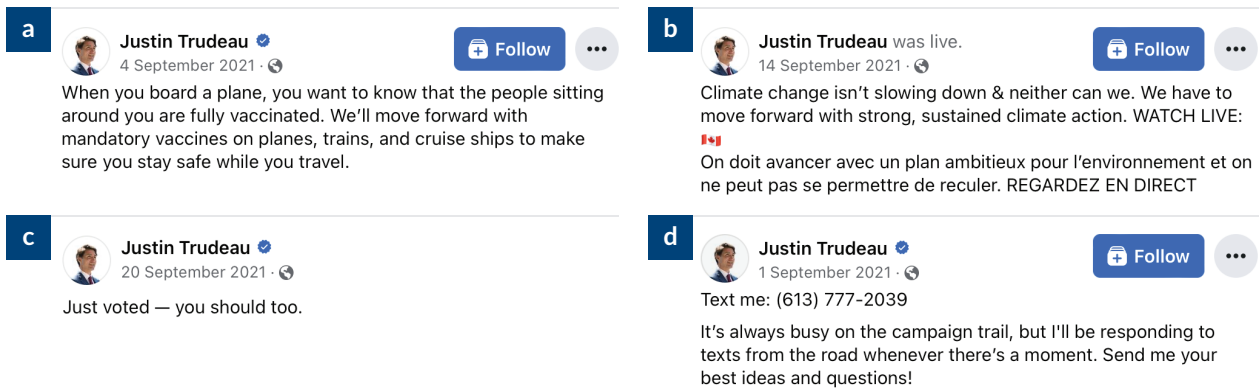 a
Justin Trudeau
4 September 2021 ·
Follow
When you board a plane, you want to know that the people sitting
around you are fully vaccinated. We’ll move forward with
mandatory vaccines on planes, trains, and cruise ships to make
sure you stay safe while you travel.
b
Justin Trudeau was live.
14 September 2021 ·
Follow
Climate change isn’t slowing down & neither can we. We have to
move forward with strong, sustained climate action. WATCH LIVE:
🇨🇦
On doit avancer avec un plan ambitieux pour l’environnement et on
ne peut pas se permettre de reculer. REGARDEZ EN DIRECT
c
Justin Trudeau
20 September 2021 ·
Just voted — you should too.
d
Justin Trudeau
1 September 2021 ·
Follow
Text me: (613) 777-2039
It’s always busy on the campaign trail, but I'll be responding to
texts from the road whenever there’s a moment. Send me your
best ideas and questions!